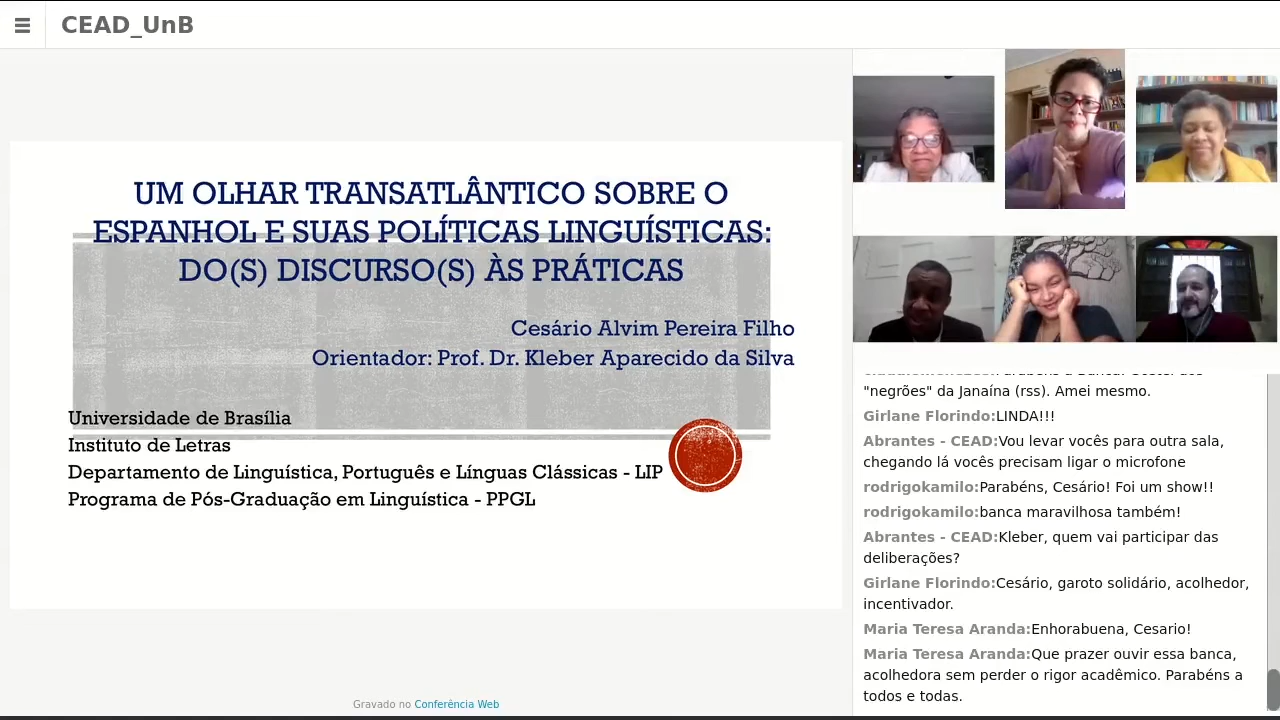 CEAD_UnB
UM OLHAR TRANSATLÂNTICO SOBRE O
ESPANHOL E SUAS POLÍTICAS LINGUÍSTICAS:
DO(S) DISCURSO(S) ÀS PRÁTICAS
Cesário Alvim Pereira Filho
Orientador: Prof. Dr. Kleber Aparecido da Silva
Universidade de Brasília
Instituto de Letras
Departamento de Linguística, Português e Línguas Clássicas - LIP
Programa de Pós-Graduação em Linguística - PPGL
Gravado no Conferência Web
"negrões" da Janaína (rss). Amei mesmo.
Girlane Florindo:LINDA!!!
Abrantes - CEAD:Vou levar vocês para outra sala,
chegando lá vocês precisam ligar o microfone
rodrigokamilo:Parabéns, Cesário! Foi um show!!
rodrigokamilo:banca maravilhosa também!
Abrantes - CEAD:Kleber, quem vai participar das
deliberações?
Girlane Florindo:Cesário, garoto solidário, acolhedor,
incentivador.
Maria Teresa Aranda:Enhorabuena, Cesario!
Maria Teresa Aranda:Que prazer ouvir essa banca,
acolhedora sem perder o rigor acadêmico. Parabéns a
todos e todas.